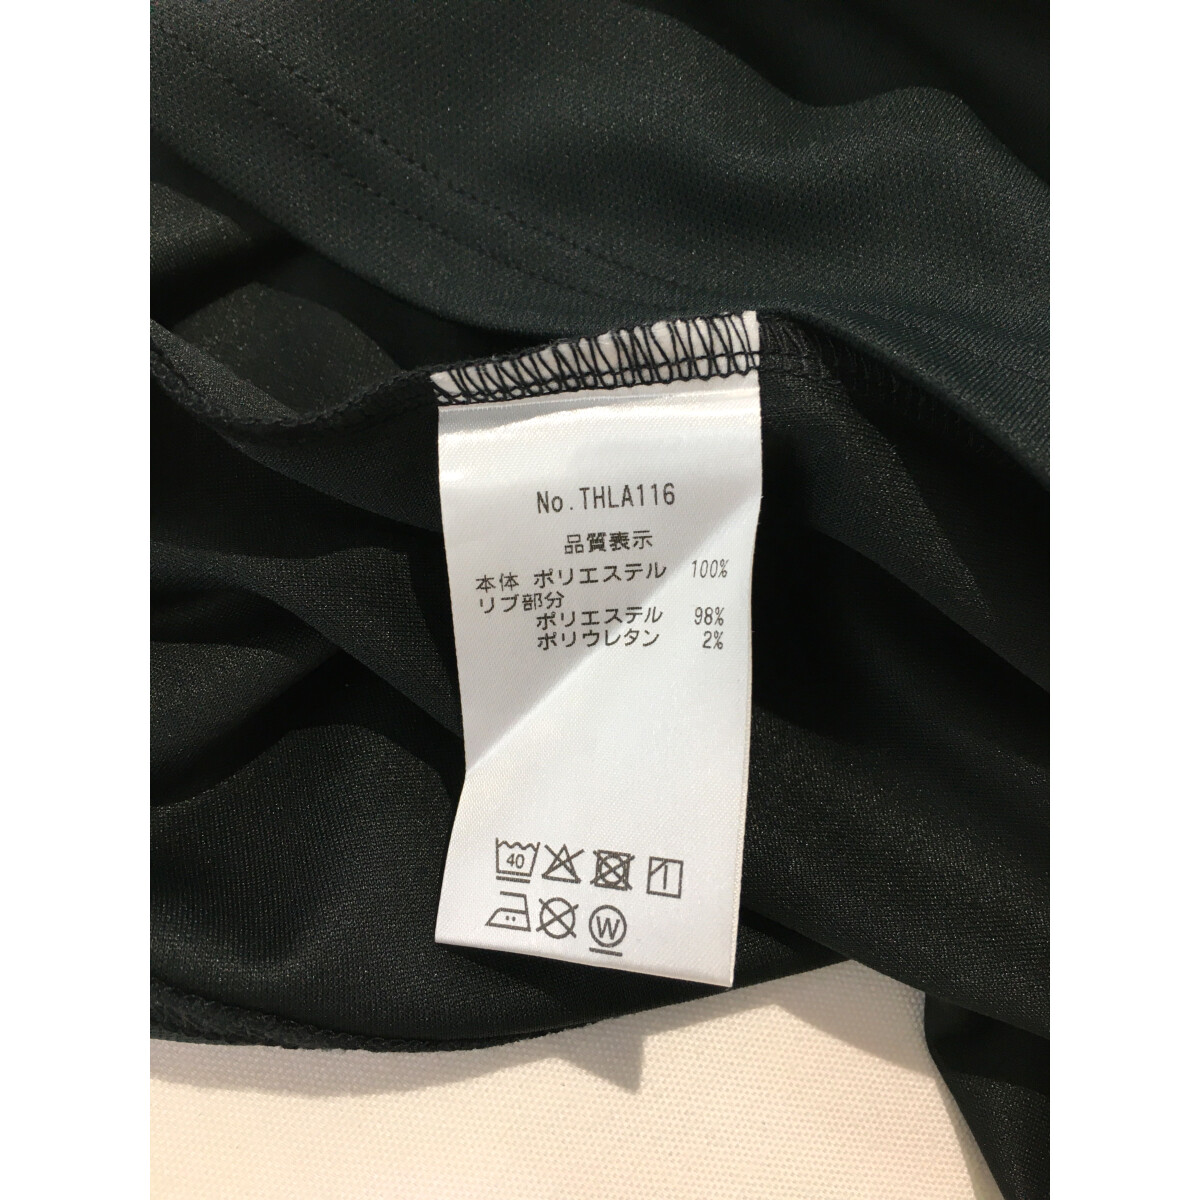 No.THLA116
品質表示
本体 ポリエステル 100%
リブ部分
ポリエステル 98%
ポリウレタン 2%
40
W